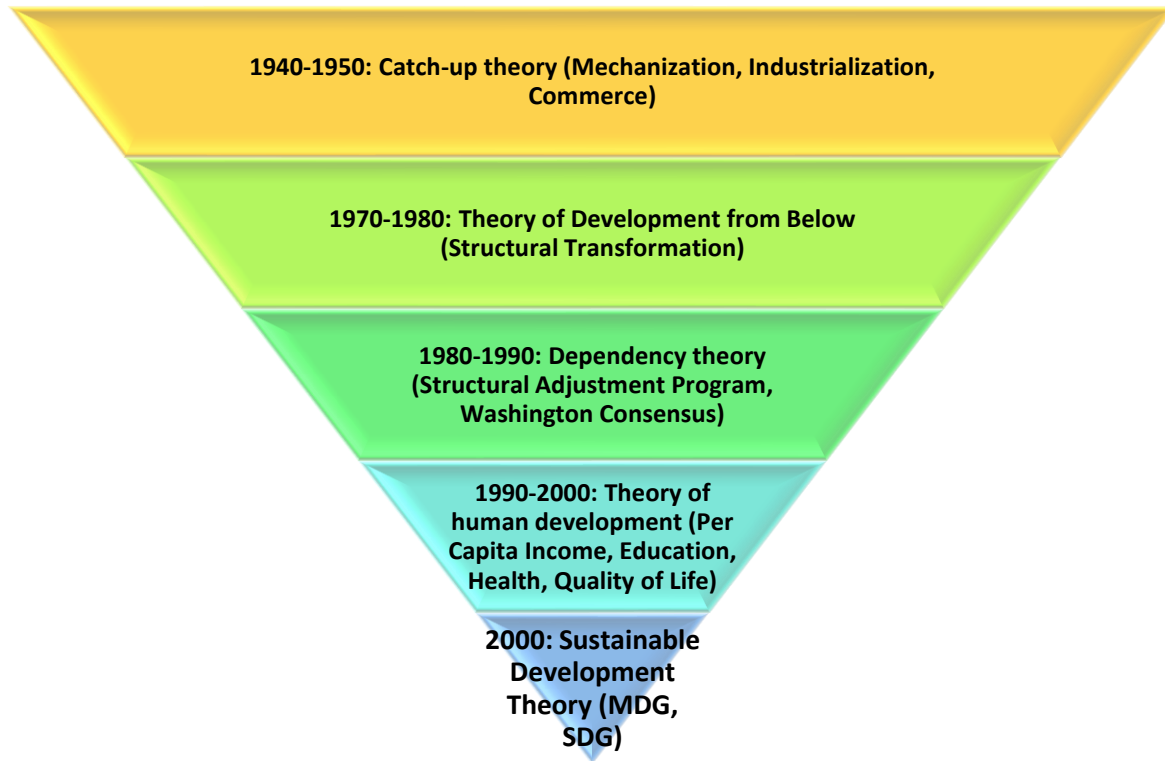 1940-1950: Catch-up theory (Mechanization, Industrialization,
Commerce)
1970-1980: Theory of Development from Below
(Structural Transformation)
1980-1990: Dependency theory
(Structural Adjustment Program,
Washington Consensus)
1990-2000: Theory of
human development (Per
Capita Income, Education,
Health, Quality of Life)
2000: Sustainable
Development
Theory (MDG,
SDG)